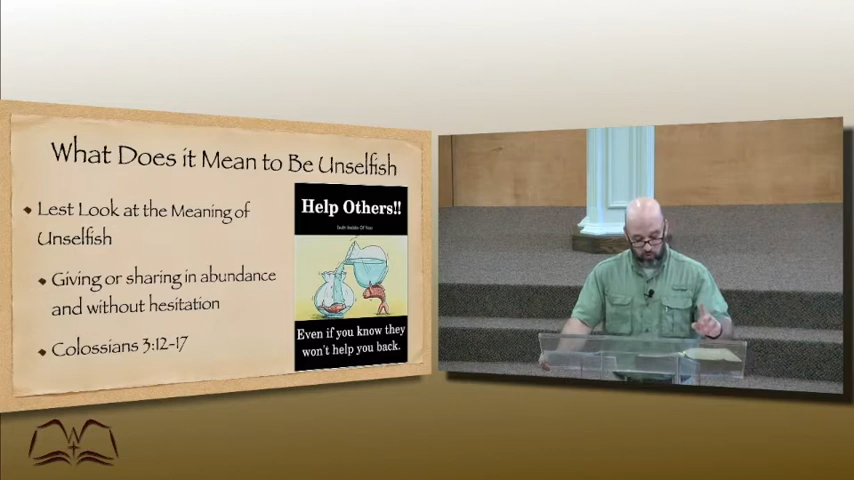 What Does it Mean to Be Unselfish
Lest Look at the Meaning of
Unselfish
Giving or sharing in abundance
and without hesitation
Colossians 3:12-17
Help Others!!
Even if you know they
won't help you back.